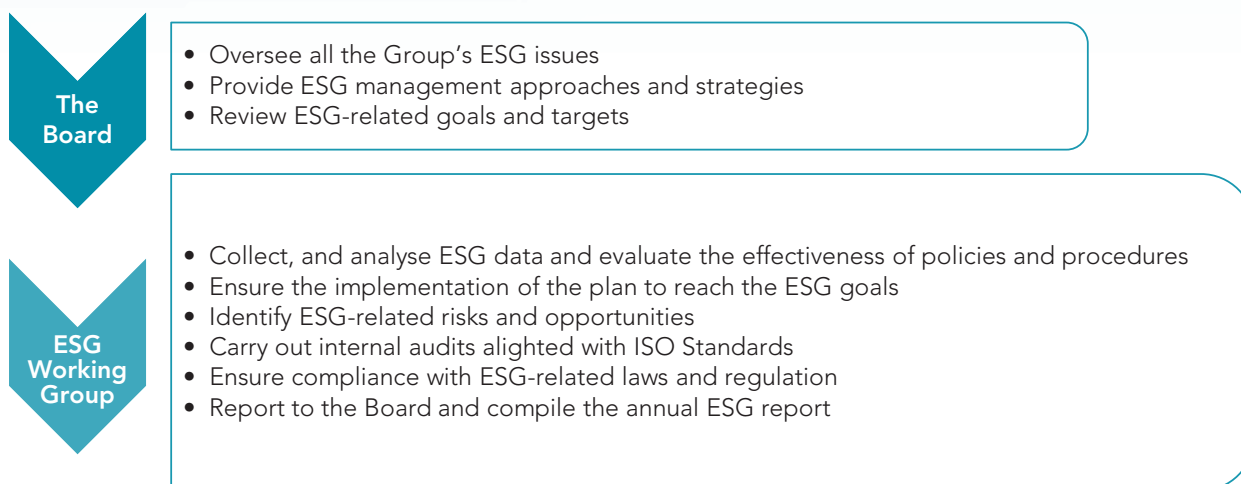 The
Board
• Oversee all the Group's ESG issues
• Provide ESG management approaches and strategies
• Review ESG-related goals and targets
ESG
Working
Group
• Collect, and analyse ESG data and evaluate the effectiveness of policies and procedures
• Ensure the implementation of the plan to reach the ESG goals
• Identify ESG-related risks and opportunities
• Carry out internal audits alighted with ISO Standards
• Ensure compliance with ESG-related laws and regulation
• Report to the Board and compile the annual ESG report